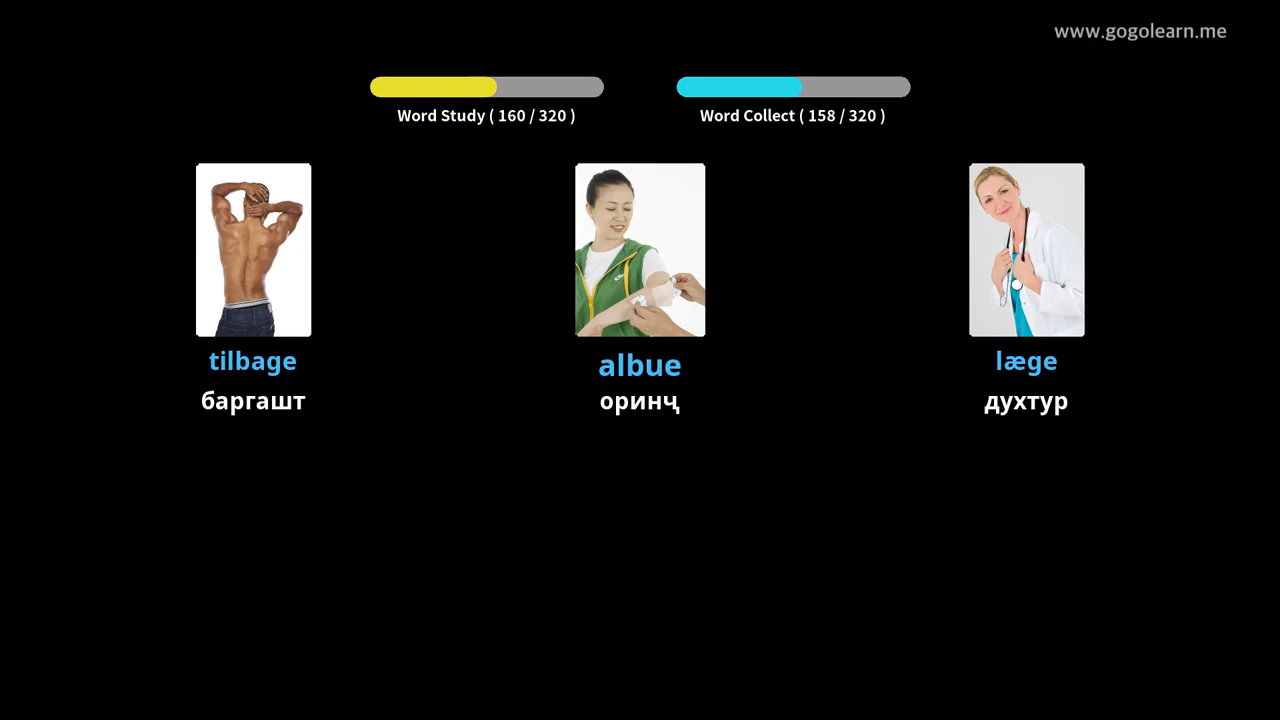 www.gogolearn.me
Word Study ( 160 / 320 )
Word Collect ( 158 / 320 )
tilbage
albue
læge
баргашт
оринҷ
духтур